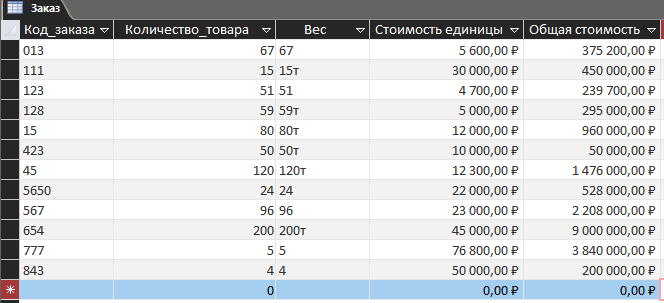 Заказ
Код_заказа Количество_товара Вес Стоимость единицы Общая стоимость
013 67 67 5 600,00 ₽ 375 200,00 ₽
111 15 15т 30 000,00 ₽ 450 000,00 ₽
123 51 51 4 700,00 ₽ 239 700,00 ₽
128 59 59т 5 000,00 ₽ 295 000,00 ₽
15 80 80т 12 000,00 ₽ 960 000,00 ₽
423 50 50т 10 000,00 ₽ 50 000,00 ₽
45 120 120т 12 300,00 ₽ 1 476 000,00 ₽
5650 24 24 22 000,00 ₽ 528 000,00 ₽
567 96 96 23 000,00 ₽ 2 208 000,00 ₽
654 200 200т 45 000,00 ₽ 9 000 000,00 ₽
777 5 5 76 800,00 ₽ 3 840 000,00 ₽
843 4 4 50 000,00 ₽ 200 000,00 ₽
0 0,00 ₽ 0,00 ₽